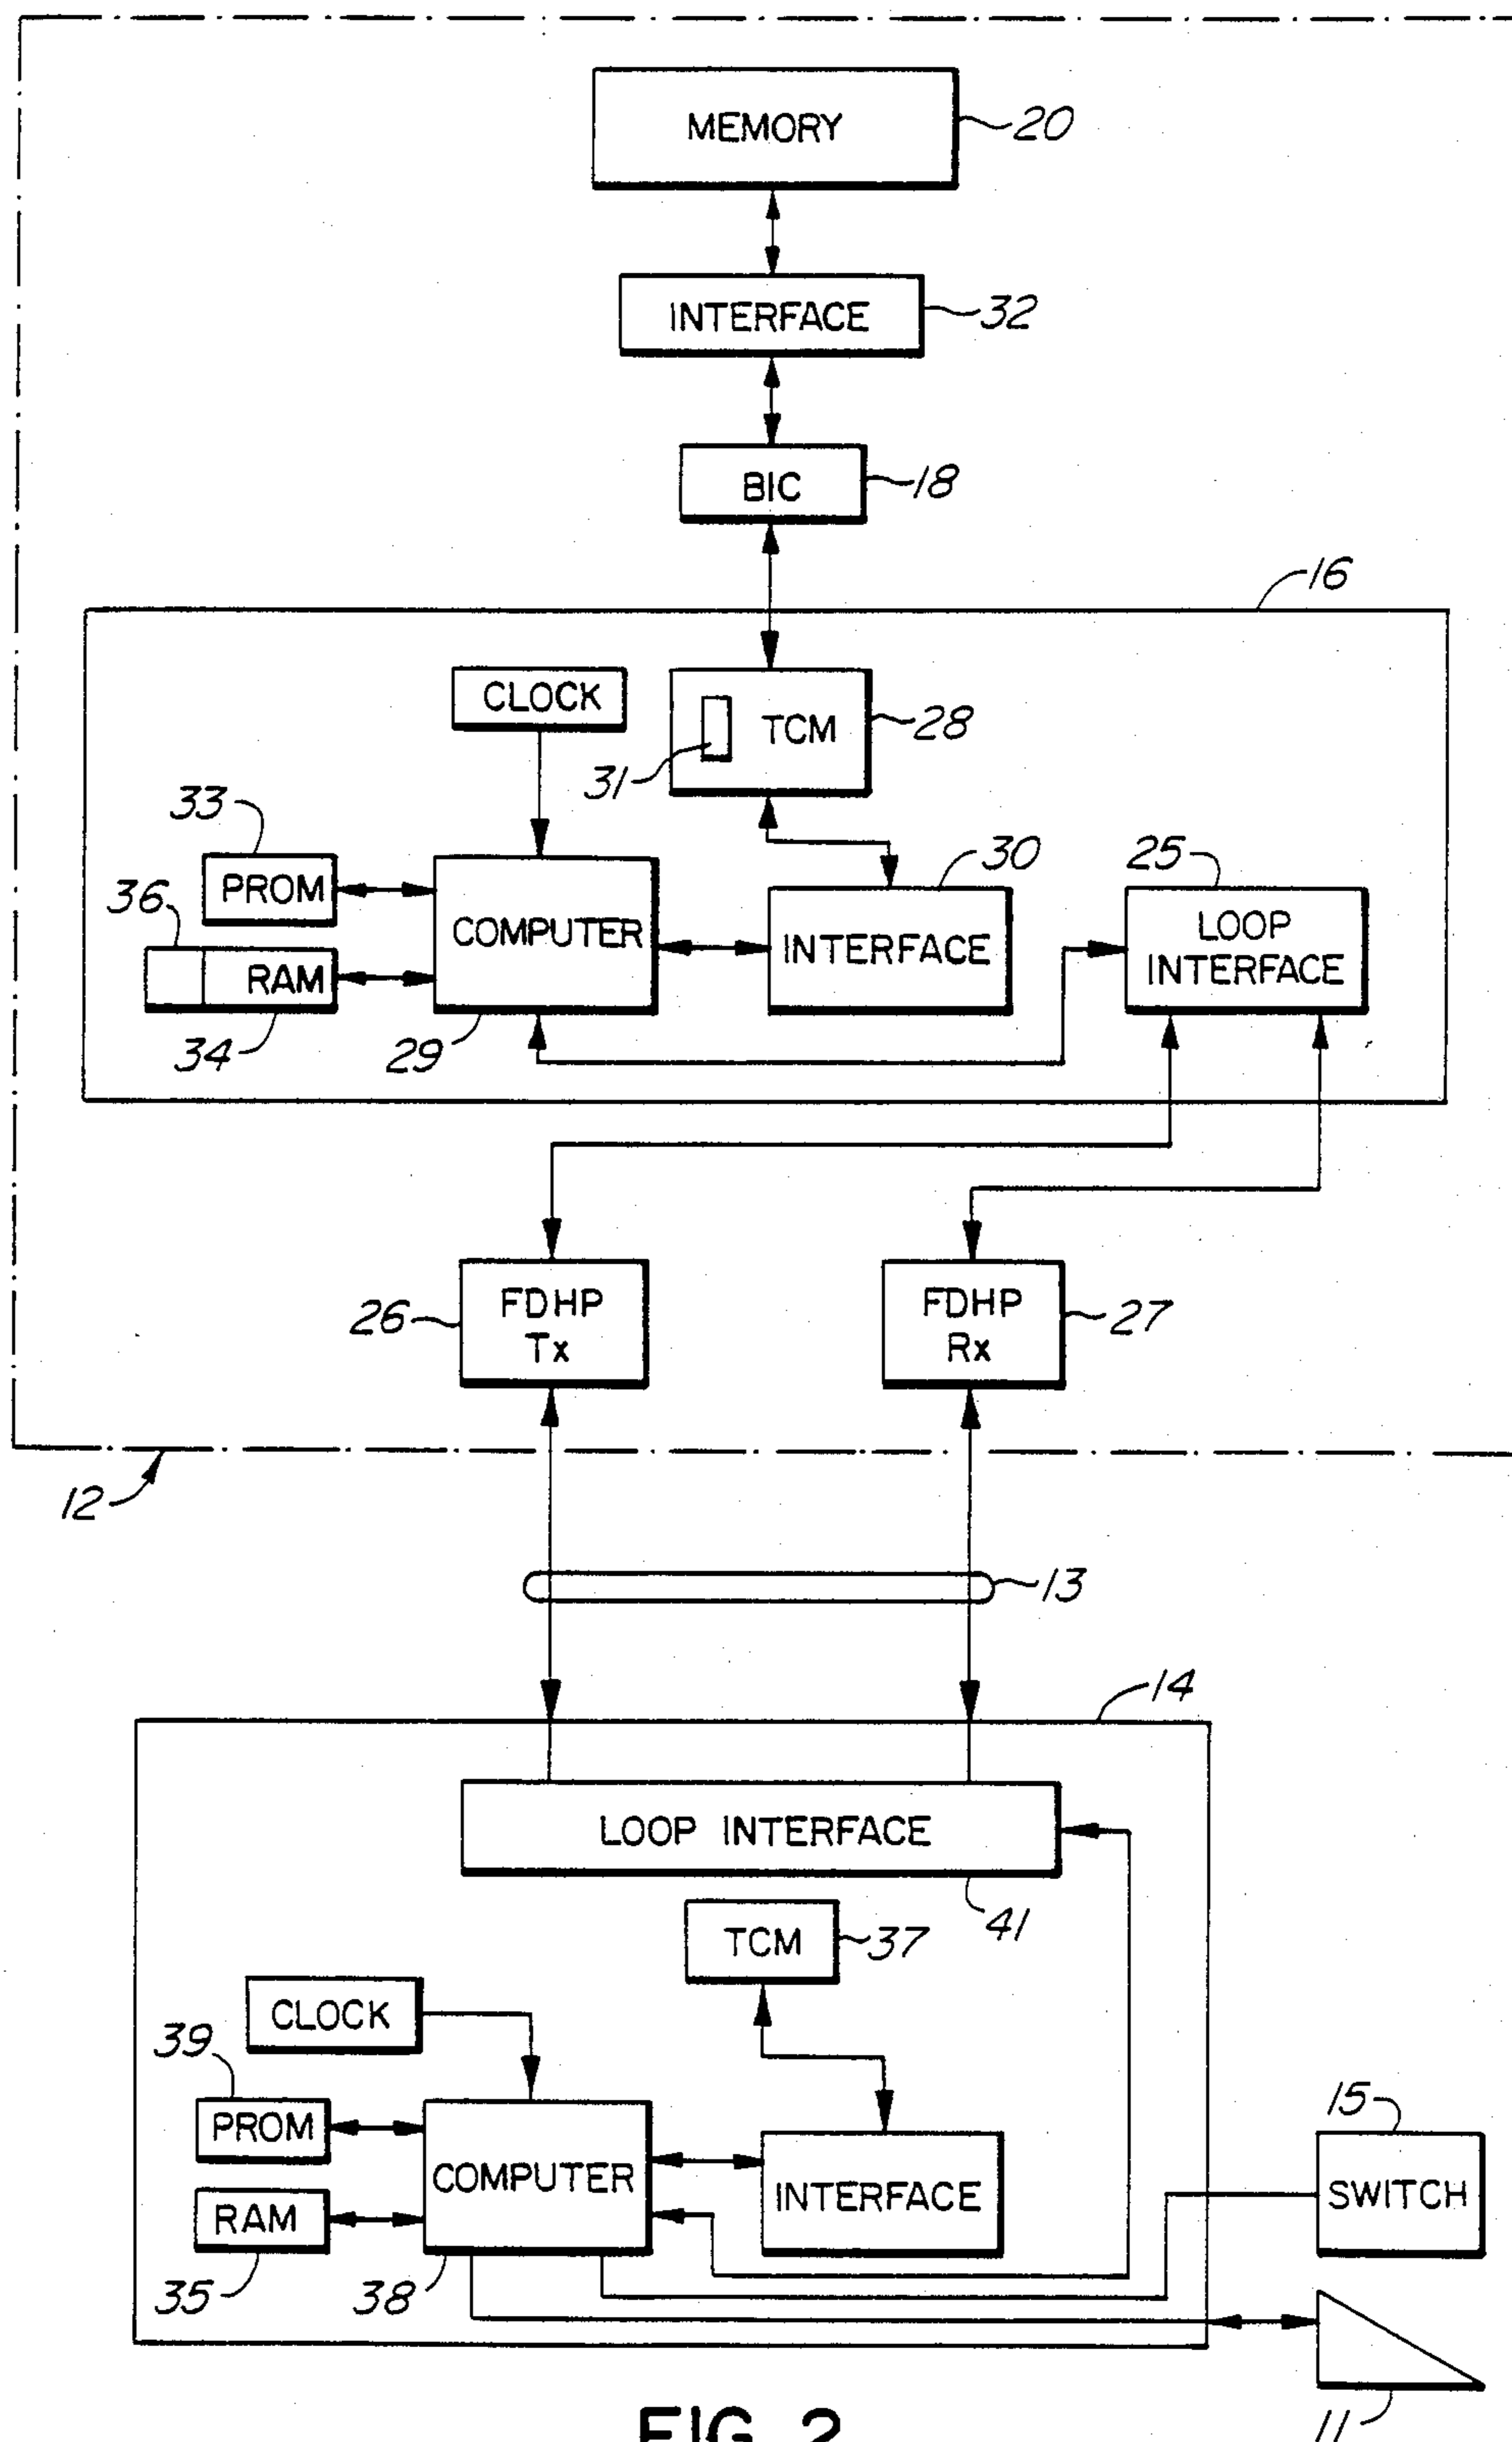 MEMORY
20
INTERFACE
32
BIC
18
16
CLOCK
TCM
28
31
33
PROM
36
RAM
34
COMPUTER
29
30
INTERFACE
25
LOOP
INTERFACE
26
FDHP
Tx
FDHP
Rx
27
12
13
14
LOOP INTERFACE
41
TCM
37
CLOCK
39
PROM
RAM
35
COMPUTER
38
INTERFACE
15
SWITCH
11
FIG. 2